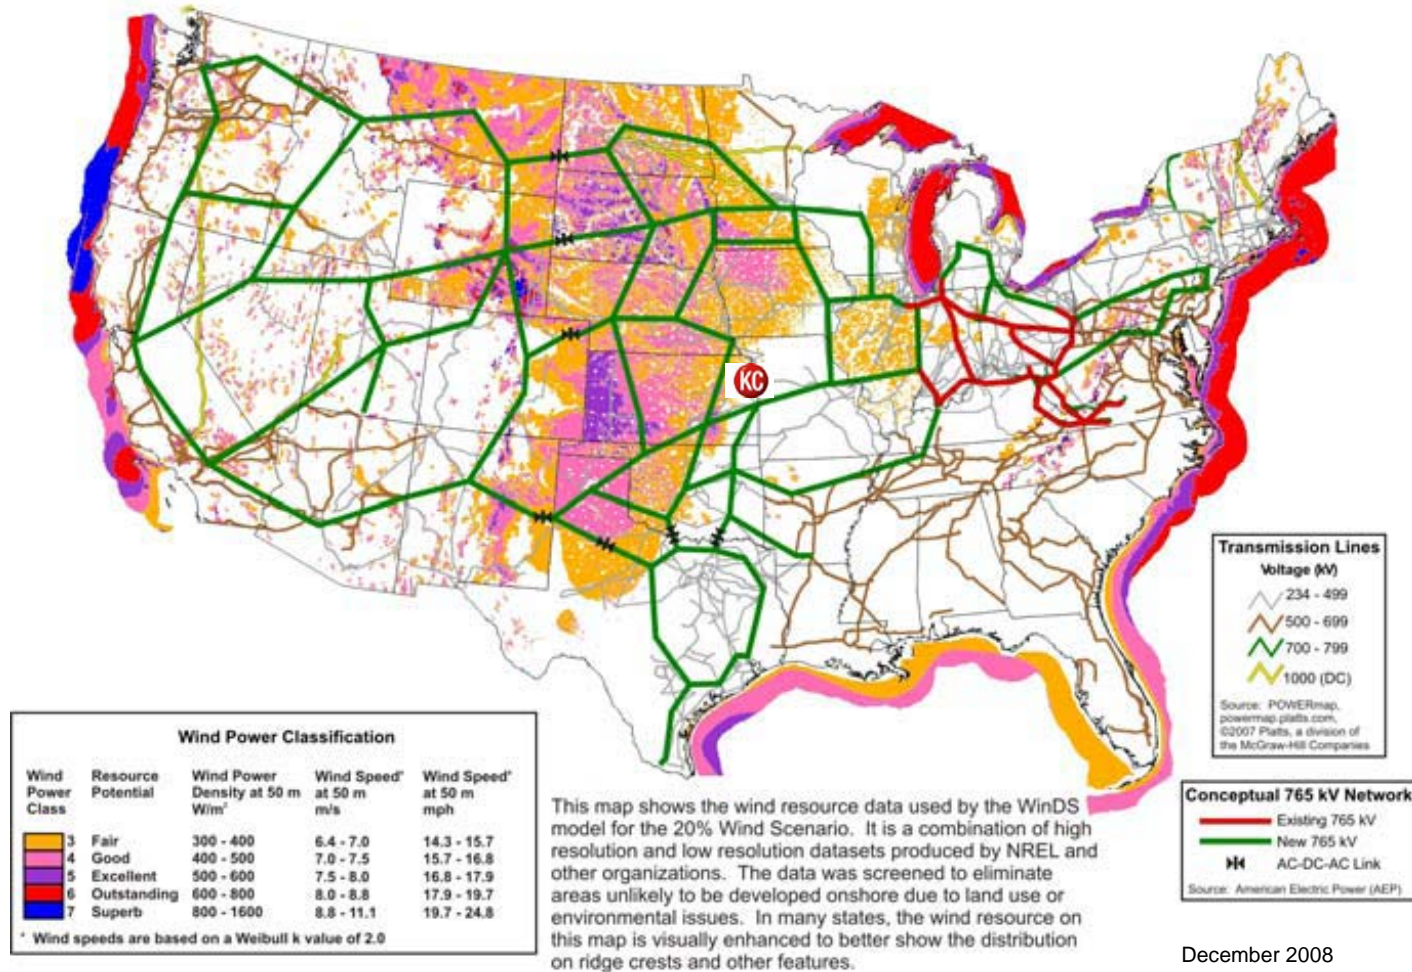 KC
Transmission Lines
Voltage (kV)
234 - 499
500 - 699
700 - 799
1000 (DC)
Source: POWERmap,
powermap.platts.com,
©2007 Platts, a division of
the McGraw-Hill Companies
Wind Power Classification
Wind Power Class Resource Potential Wind Power Density at 50 m W/m² Wind Speed* at 50 m m/s Wind Speed* at 50 m mph
3 Fair 300 - 400 6.4 - 7.0 14.3 - 15.7
4 Good 400 - 500 7.0 - 7.5 15.7 - 16.8
5 Excellent 500 - 600 7.5 - 8.0 16.8 - 17.9
6 Outstanding 600 - 800 8.0 - 8.8 17.9 - 19.7
7 Superb 800 - 1600 8.8 - 11.1 19.7 - 24.8
* Wind speeds are based on a Weibull k value of 2.0
This map shows the wind resource data used by the WinDS
model for the 20% Wind Scenario. It is a combination of high
resolution and low resolution datasets produced by NREL and
other organizations. The data was screened to eliminate
areas unlikely to be developed onshore due to land use or
environmental issues. In many states, the wind resource on
this map is visually enhanced to better show the distribution
on ridge crests and other features.
Conceptual 765 kV Network
Existing 765 kV
New 765 kV
AC-DC-AC Link
Source: American Electric Power (AEP)
December 2008